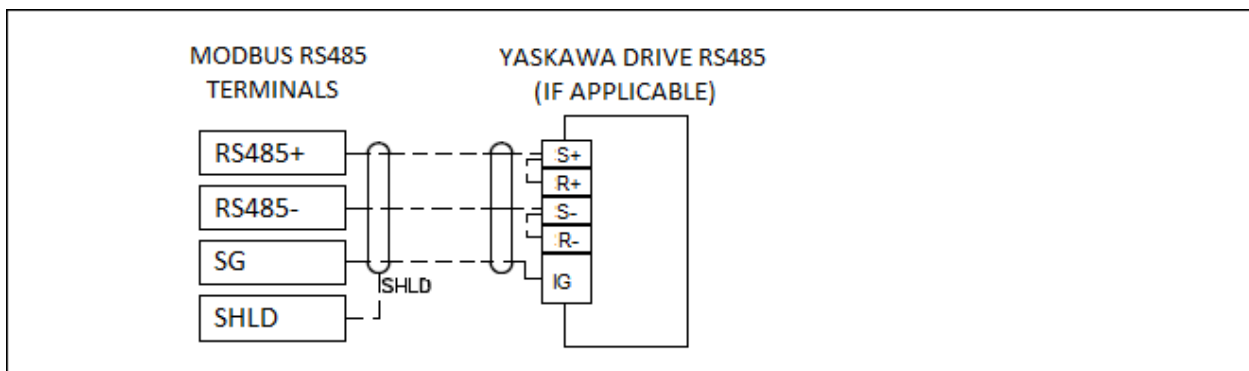 MODBUS RS485
TERMINALS
YASKAWA DRIVE RS485
(IF APPLICABLE)
RS485+
S+
R+
RS485-
S-
R-
SG
IG
SHLD
SHLD